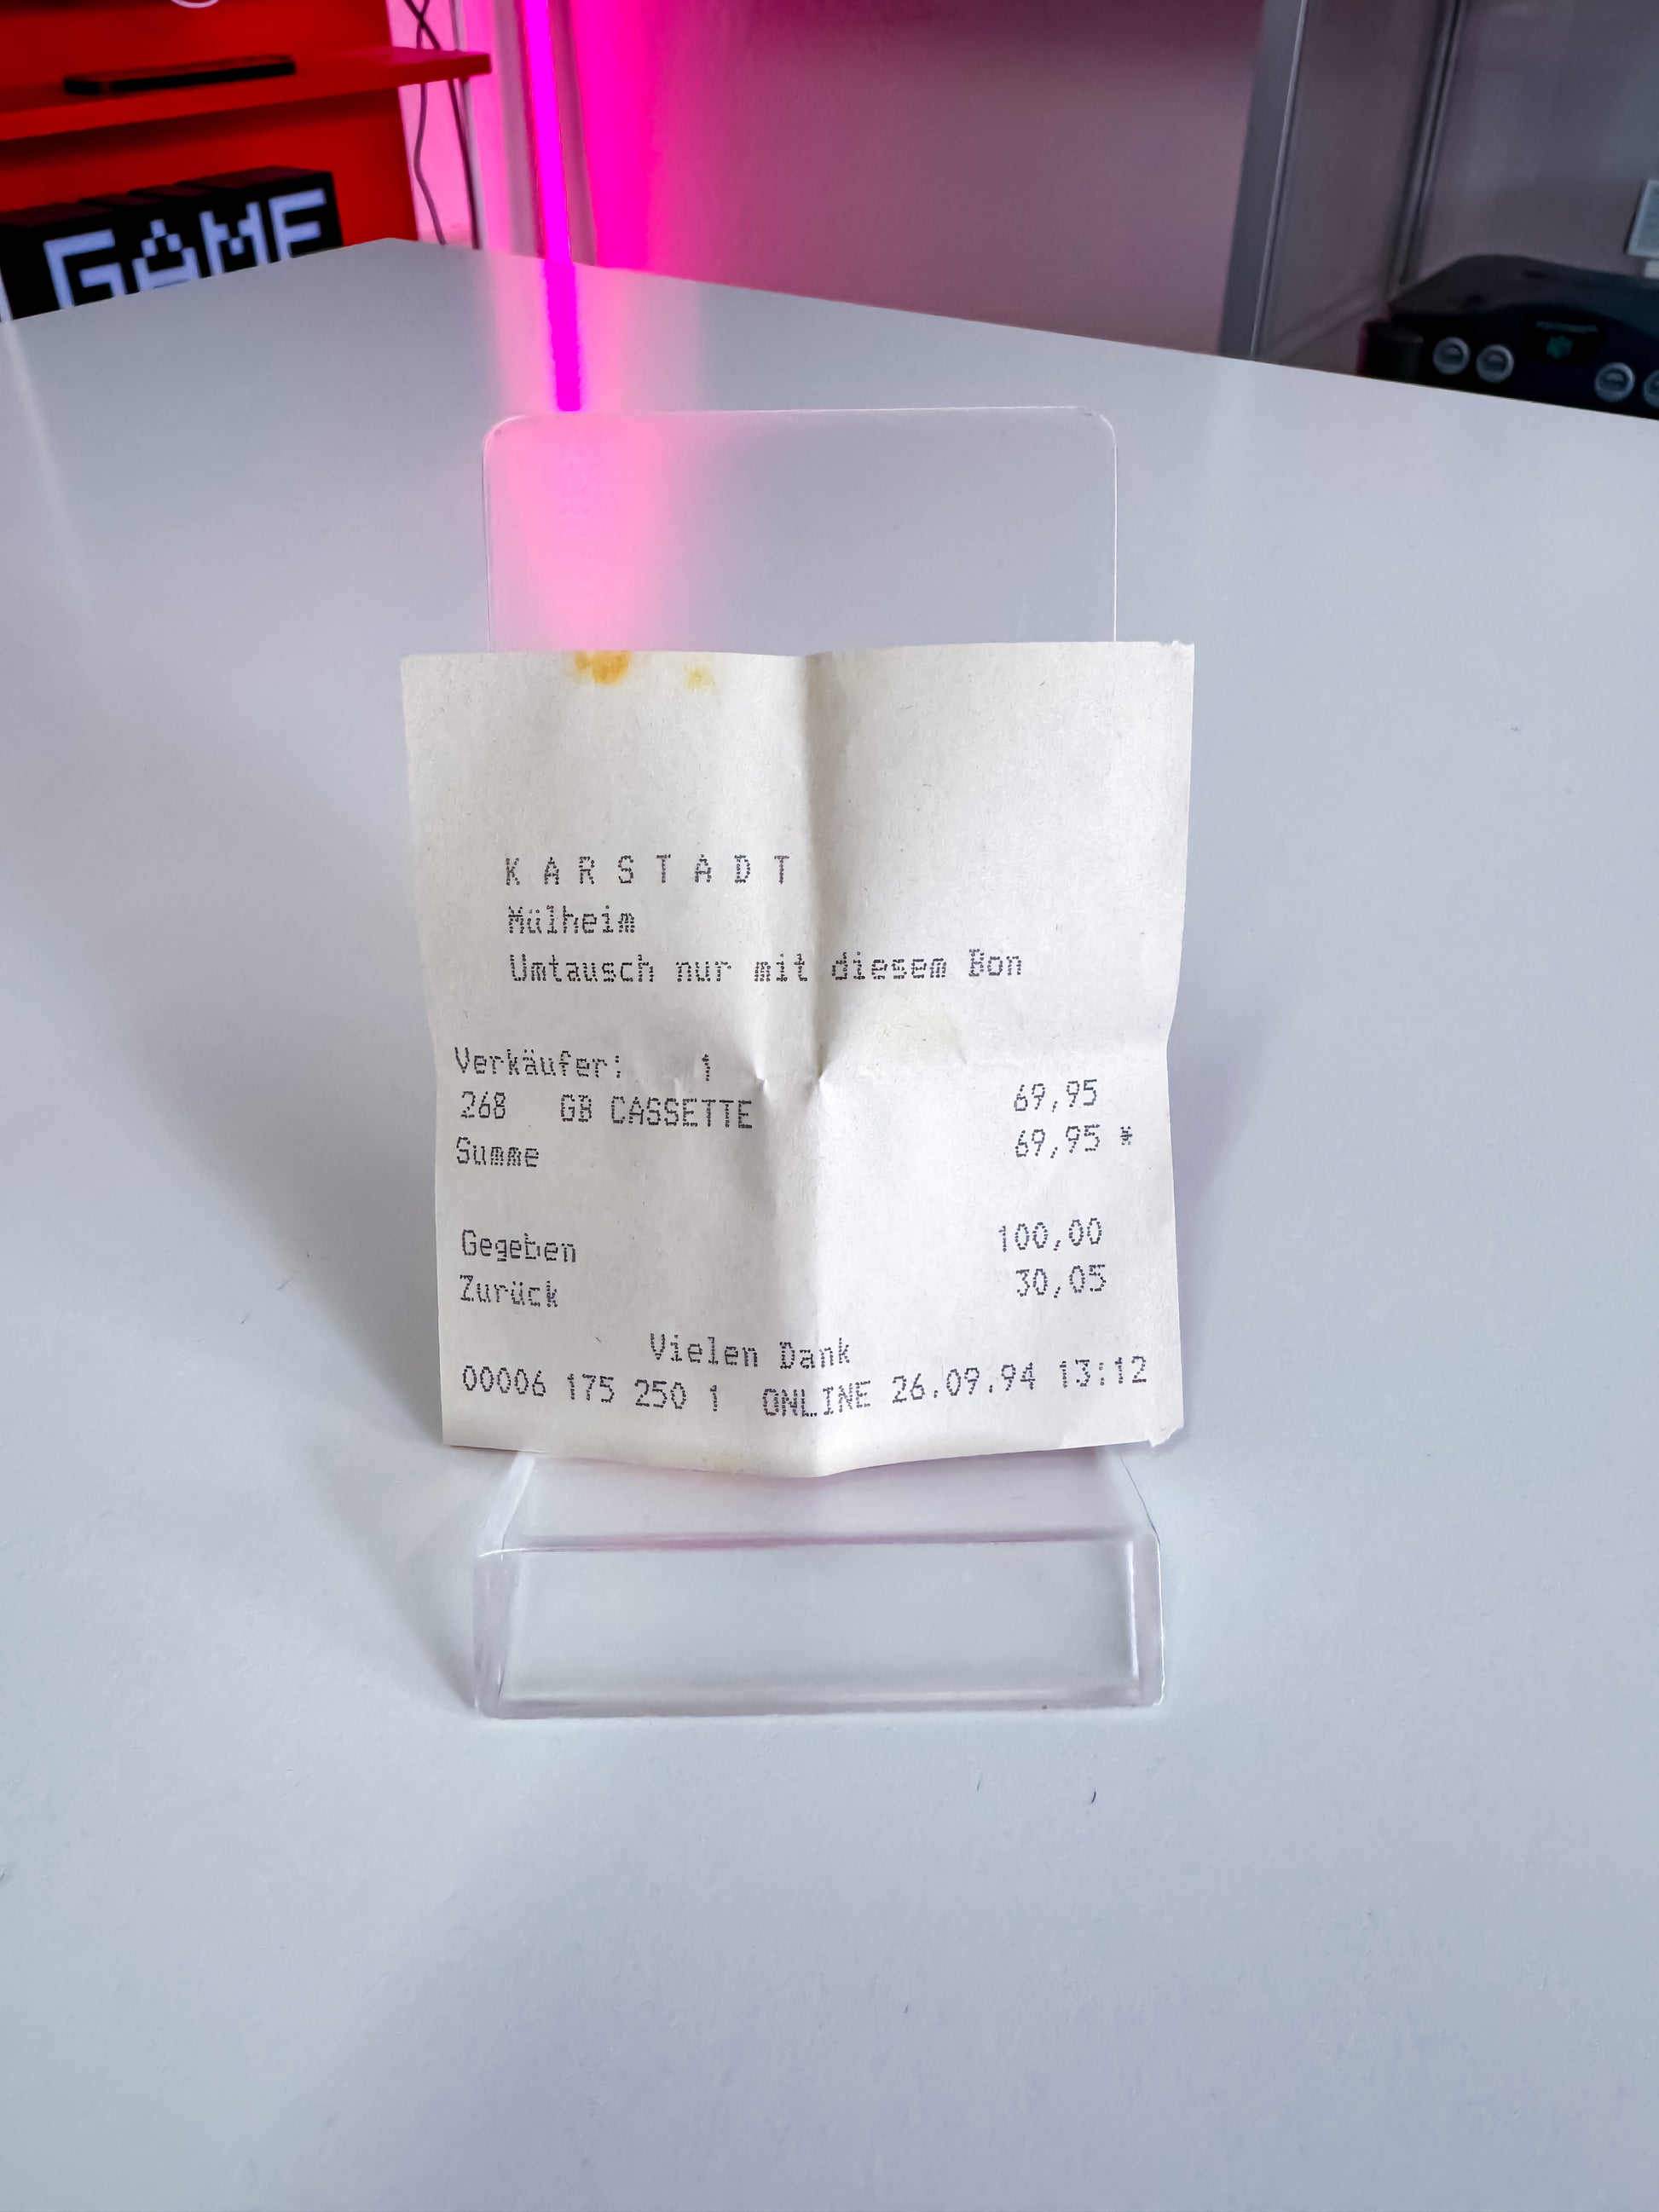 GAME
K A R S T A D T
Mülheim
Umtausch nur mit diesem Bon
Verkäufer: 1
268 GB CASSETTE 69,95
Summe 69,95 *
Gegeben 100,00
Zurück 30,05
Vielen Dank
00006 175 250 1 ONLINE 26.09.94 13:12